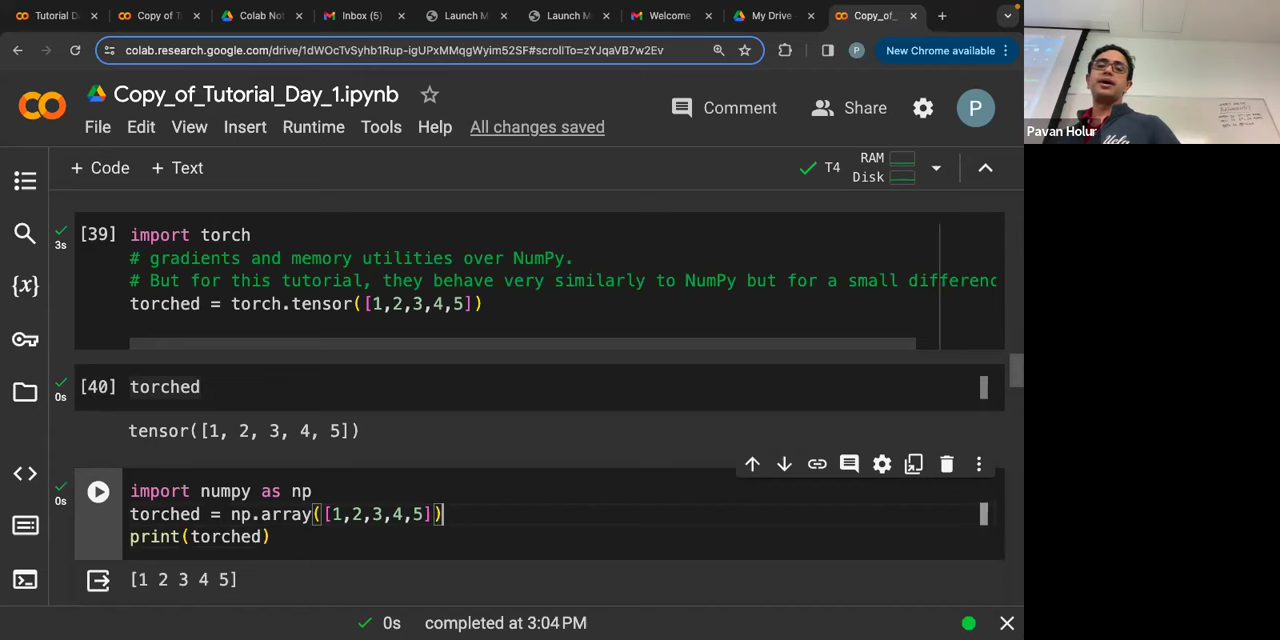 Tutorial D
Copy of T
Colab Not
Inbox (5)
Launch M
Launch M
Welcome
My Drive
Copy_of_
colab.research.google.com/drive/1dWOcTvSyhb1Rup-igUPxMMqgWyim52SF#scrollTo=zYJqaVB7w2Ev
P
New Chrome available
Copy_of_Tutorial_Day_1.ipynb
Comment
Share
P
File Edit View Insert Runtime Tools Help All changes saved
+ Code + Text
T4
RAM
Disk
[39] import torch
3s
# gradients and memory utilities over NumPy.
# But for this tutorial, they behave very similarly to NumPy but for a small differenc
torched = torch.tensor([1,2,3,4,5])
[40] torched
0s
tensor([1, 2, 3, 4, 5])
import numpy as np
0s
torched = np.array([1,2,3,4,5])
print(torched)
[1 2 3 4 5]
0s completed at 3:04 PM
{x}
Pavan Holur